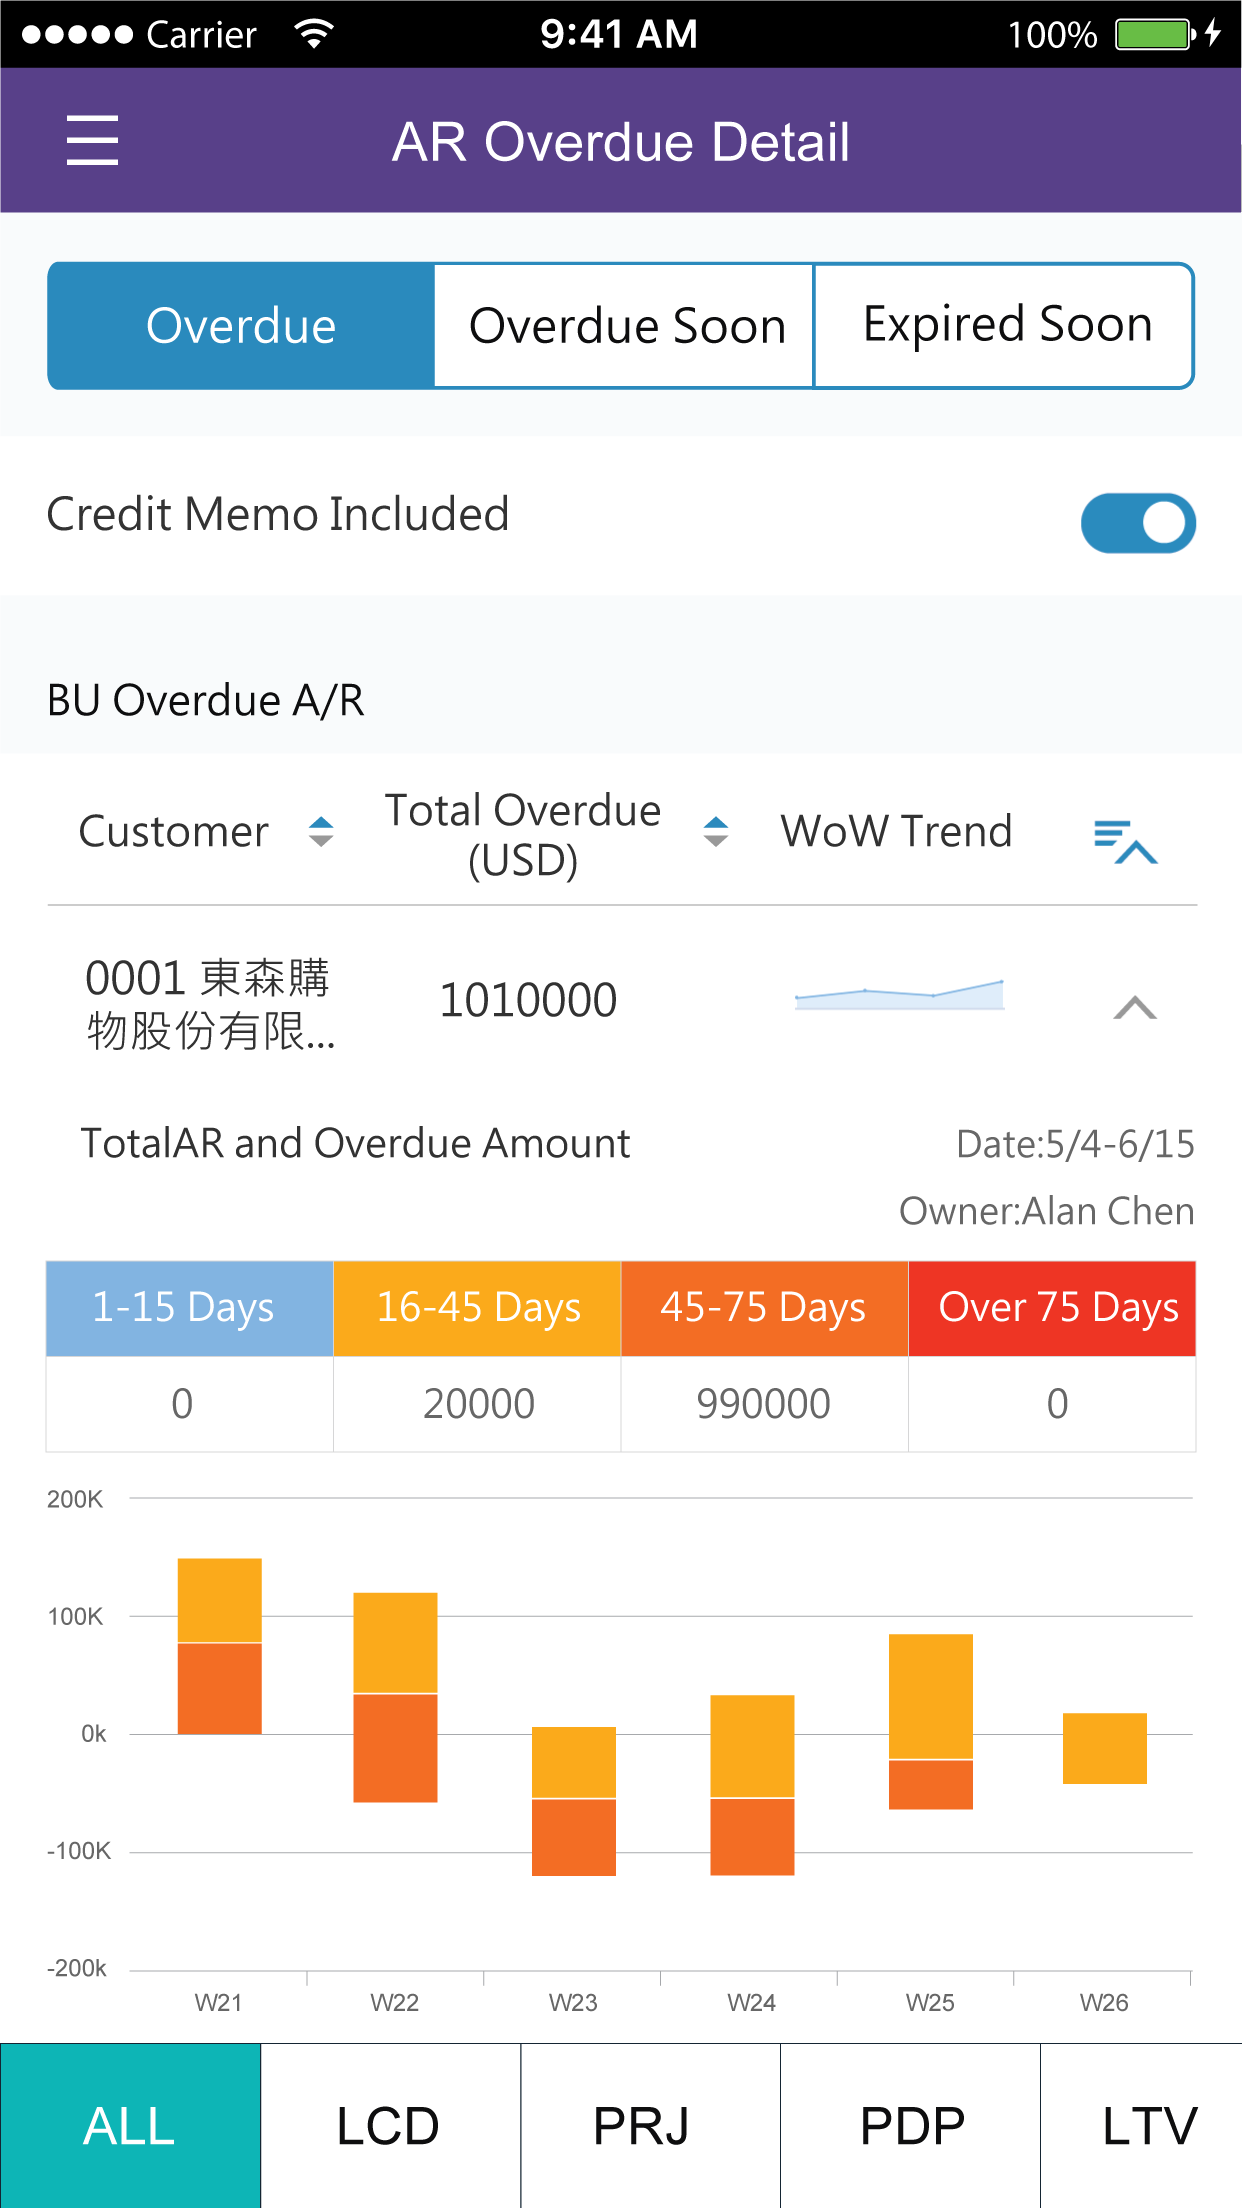 Carrier 9:41 AM 100%
AR Overdue Detail
Overdue Overdue Soon Expired Soon
Credit Memo Included
BU Overdue A/R
Customer Total Overdue (USD) WoW Trend
0001 東森購
物股份有限...
1010000
TotalAR and Overdue Amount Date:5/4-6/15
Owner:Alan Chen
1-15 Days 16-45 Days 45-75 Days Over 75 Days
0 20000 990000 0
200K
100K
0k
-100K
-200k
W21 W22 W23 W24 W25 W26
ALL LCD PRJ PDP LTV